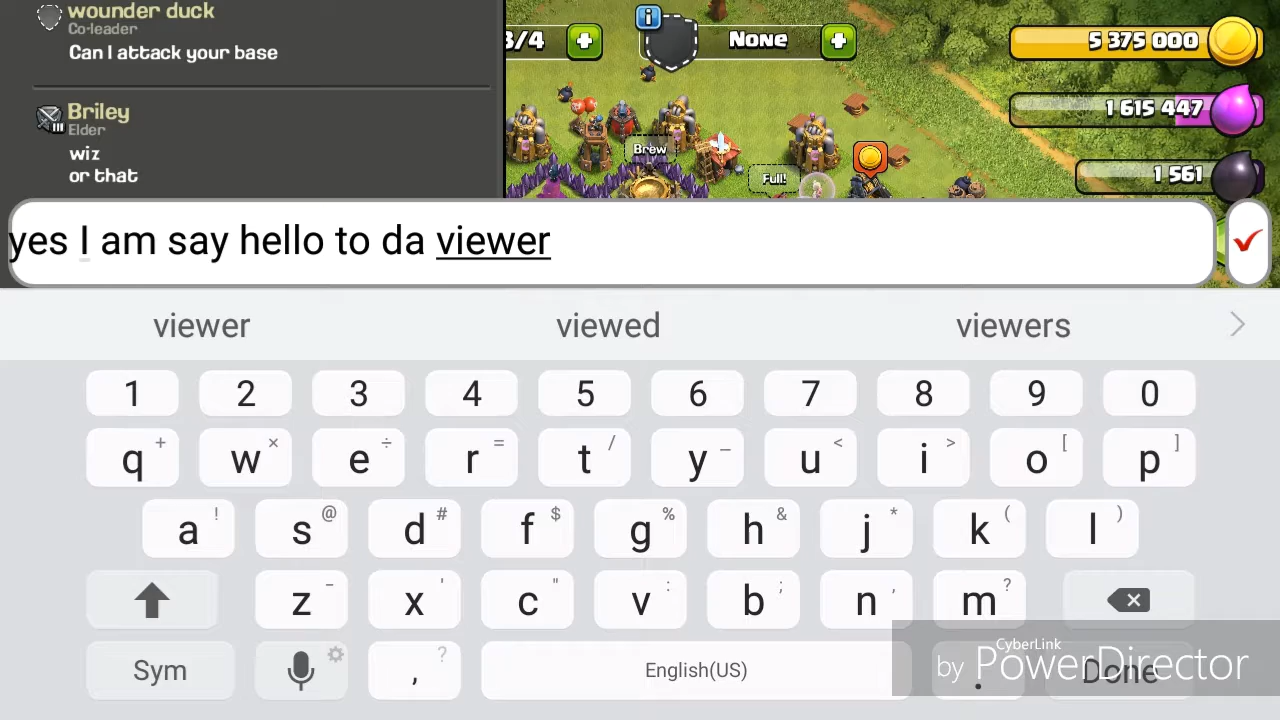 wounder duck
Co-leader
Can I attack your base
Briley
Elder
wiz
or that
3/4
None
5 375 000
1 615 447
1 561
Brew
Full!
yes I am say hello to da viewer
viewer viewed viewers
1 2 3 4 5 6 7 8 9 0
q + w × e ÷ r = t / y _ u < i > o [ p ]
a ! s @ d # f $ g % h & j * k ( l )
z - x ' c " v : b ; n , m ?
Sym , ? English(US) . Done
CyberLink
by PowerDirector